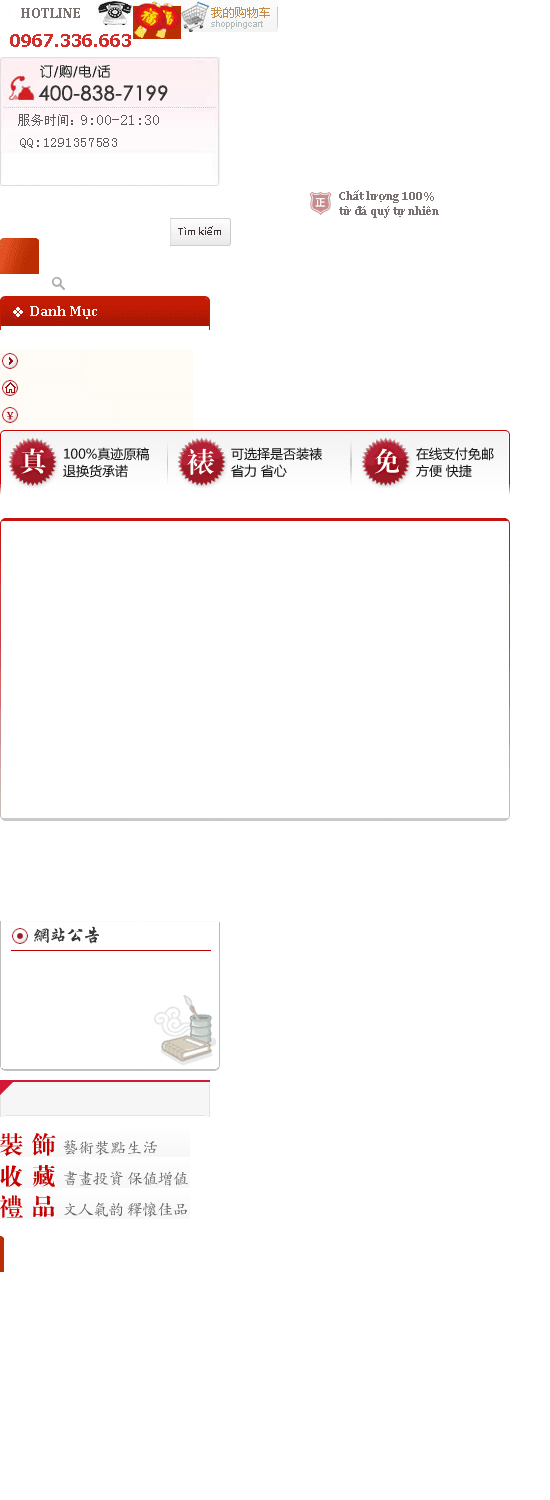 HOTLINE
0967.336.663
福
我的购物车
shoppingcart
订/购/电/话
400-838-7199
服务时间：9:00-21:30
QQ:1291357583
正
Chất lượng 100%
từ đá quý tự nhiên
Tìm kiếm
Danh Mục
¥
真
100%真迹原稿
退换货承诺
裱
可选择是否装裱
省力 省心
免
在线支付免邮
方便 快捷
網站公告
裝 飾 藝術裝點生活
收 藏 書畫投資 保值增值
禮 品 文人氣韵 釋懷佳品